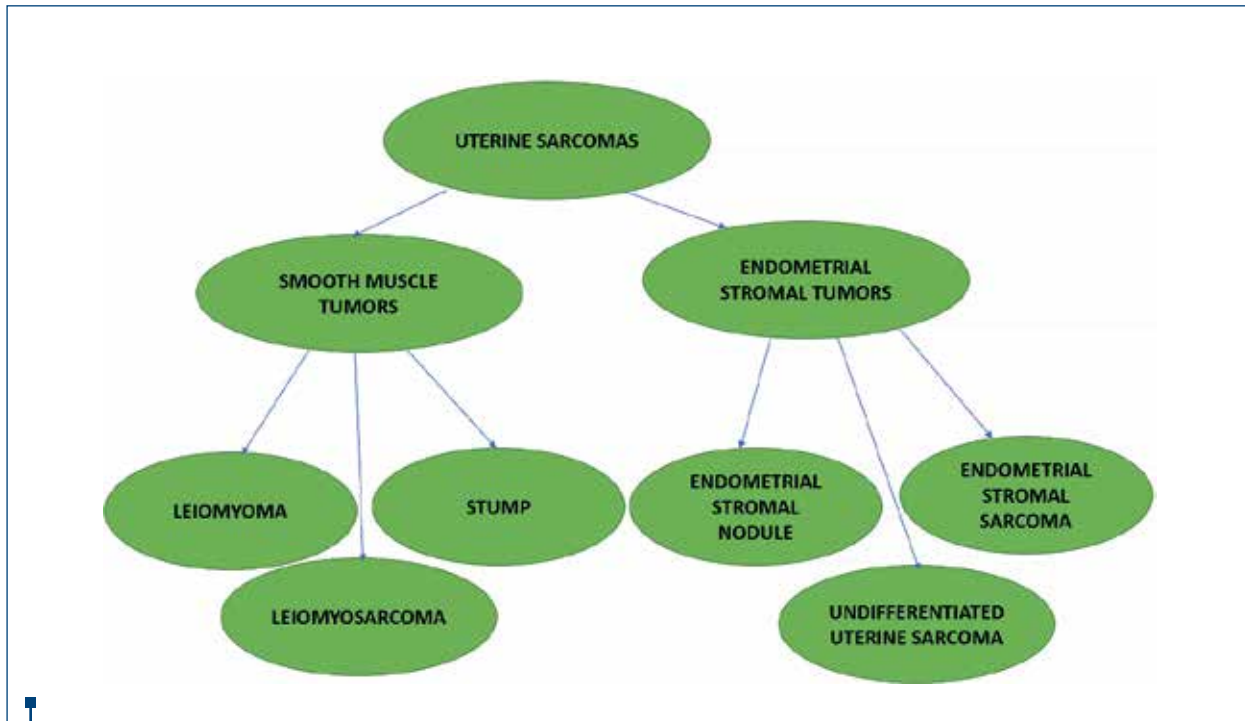 UTERINE SARCOMAS
SMOOTH MUSCLE
TUMORS
ENDOMETRIAL
STROMAL TUMORS
LEIOMYOMA
STUMP
ENDOMETRIAL
STROMAL
NODULE
ENDOMETRIAL
STROMAL
SARCOMA
LEIOMYOSARCOMA
UNDIFFERENTIATED
UTERINE SARCOMA